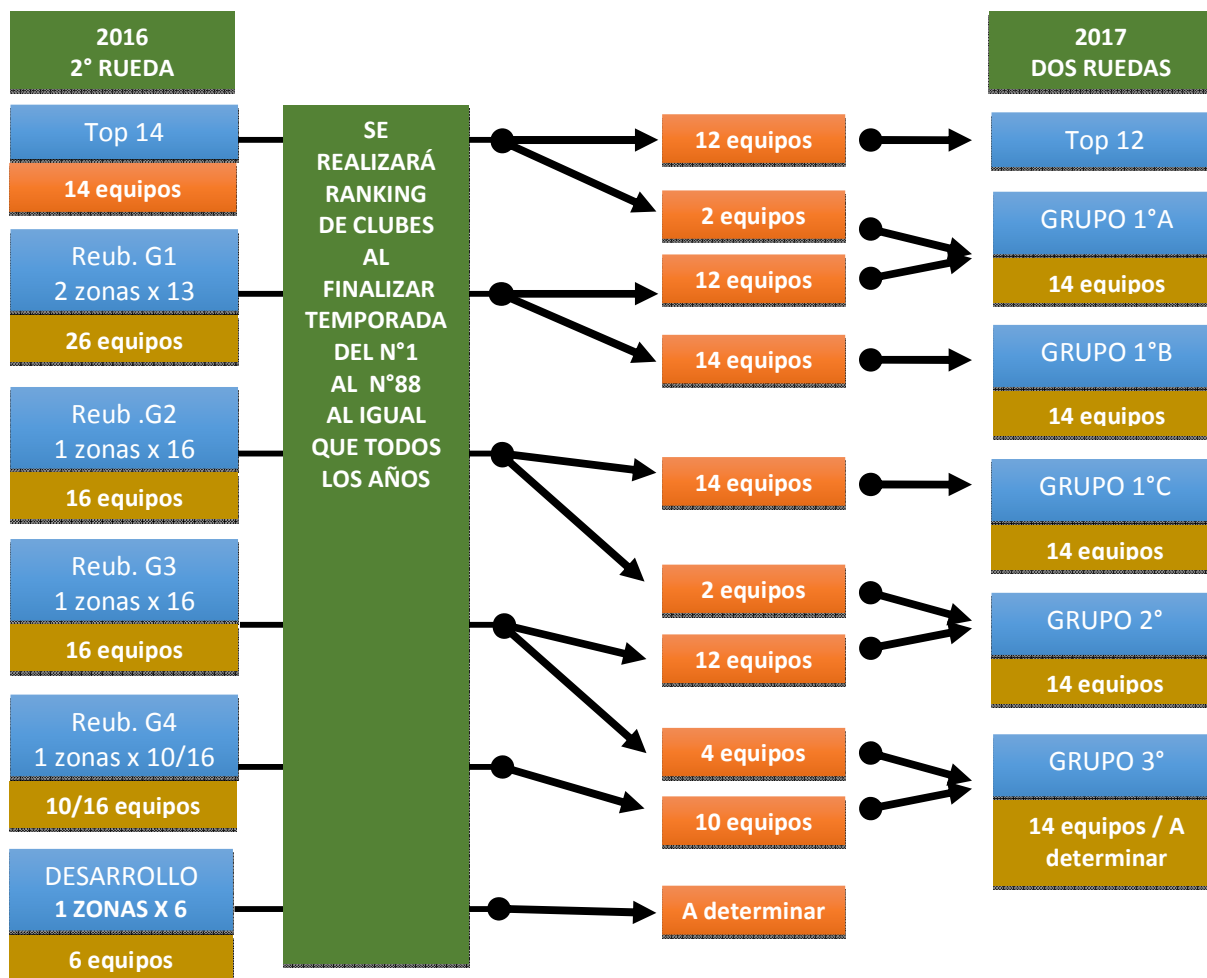 2016
2° RUEDA
Top 14
14 equipos
Reub. G1
2 zonas x 13
26 equipos
Reub .G2
1 zonas x 16
16 equipos
Reub. G3
1 zonas x 16
16 equipos
Reub. G4
1 zonas x 10/16
10/16 equipos
DESARROLLO
1 ZONAS X 6
6 equipos
SE
REALIZARÁ
RANKING
DE CLUBES
AL
FINALIZAR
TEMPORADA
DEL N°1
AL N°88
AL IGUAL
QUE TODOS
LOS AÑOS
12 equipos
2 equipos
12 equipos
14 equipos
14 equipos
2 equipos
12 equipos
4 equipos
10 equipos
A determinar
2017
DOS RUEDAS
Top 12
GRUPO 1°A
14 equipos
GRUPO 1°B
14 equipos
GRUPO 1°C
14 equipos
GRUPO 2°
14 equipos
GRUPO 3°
14 equipos / A
determinar